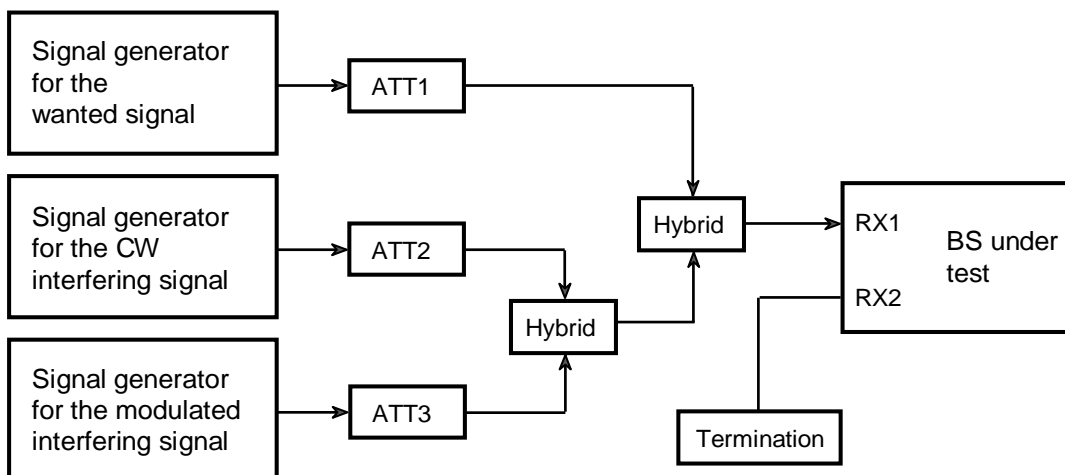 Signal generator
for the
wanted signal
ATT1
Signal generator
for the CW
interfering signal
ATT2
Hybrid
Hybrid
RX1
BS under
test
RX2
Signal generator
for the modulated
interfering signal
ATT3
Termination